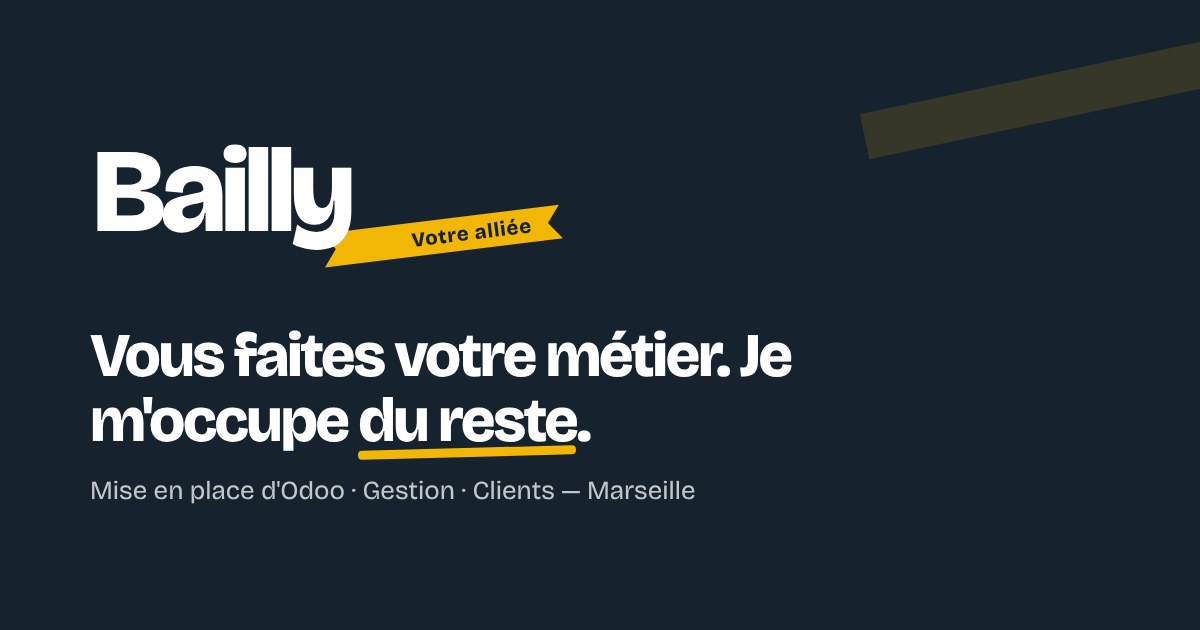 Bailly
Votre alliée
Vous faites votre métier. Je
m'occupe du reste.
Mise en place d'Odoo · Gestion · Clients — Marseille